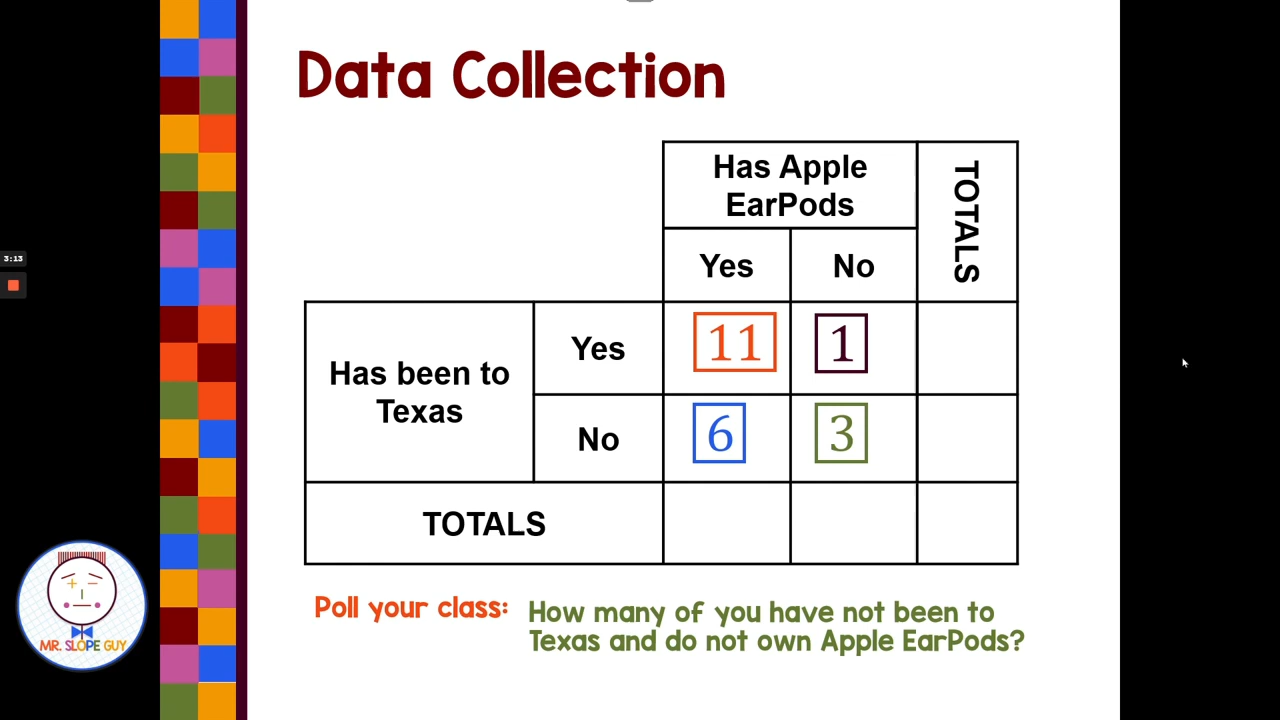 Data Collection
Has Apple
EarPods
TOTALS
Yes
No
Has been to
Texas
Yes
11
1
No
6
3
TOTALS
Poll your class:
How many of you have not been to
Texas and do not own Apple EarPods?
3:13
MR. SLOPE GUY